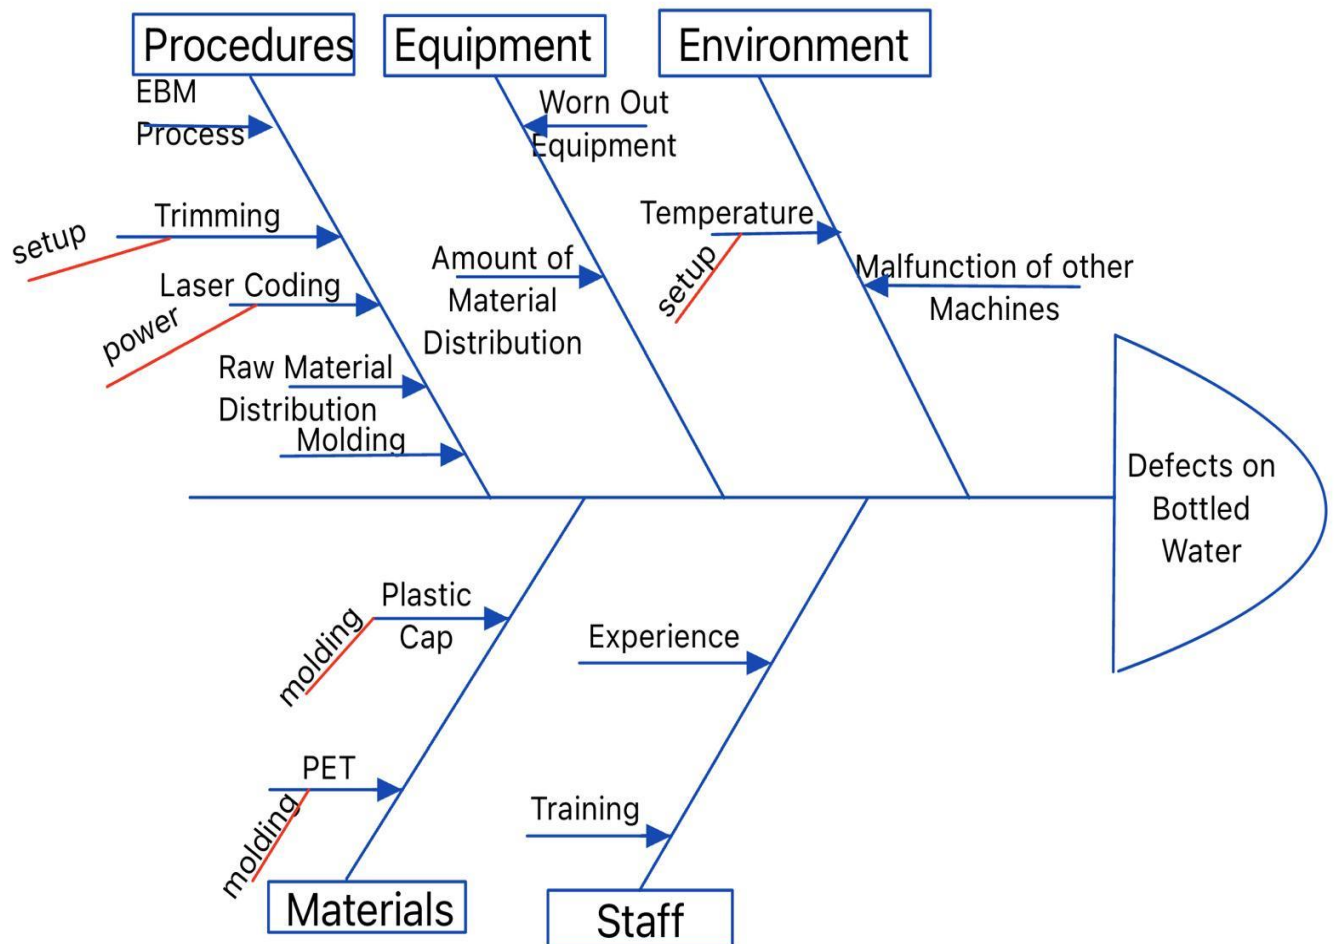 Procedures
Equipment
Environment
EBM
Process
Worn Out
Equipment
Trimming
setup
Temperature
setup
Amount of
Material
Distribution
Malfunction of other
Machines
Laser Coding
power
Raw Material
Distribution
Molding
Defects on
Bottled
Water
Plastic
Cap
molding
Experience
PET
molding
Training
Materials
Staff